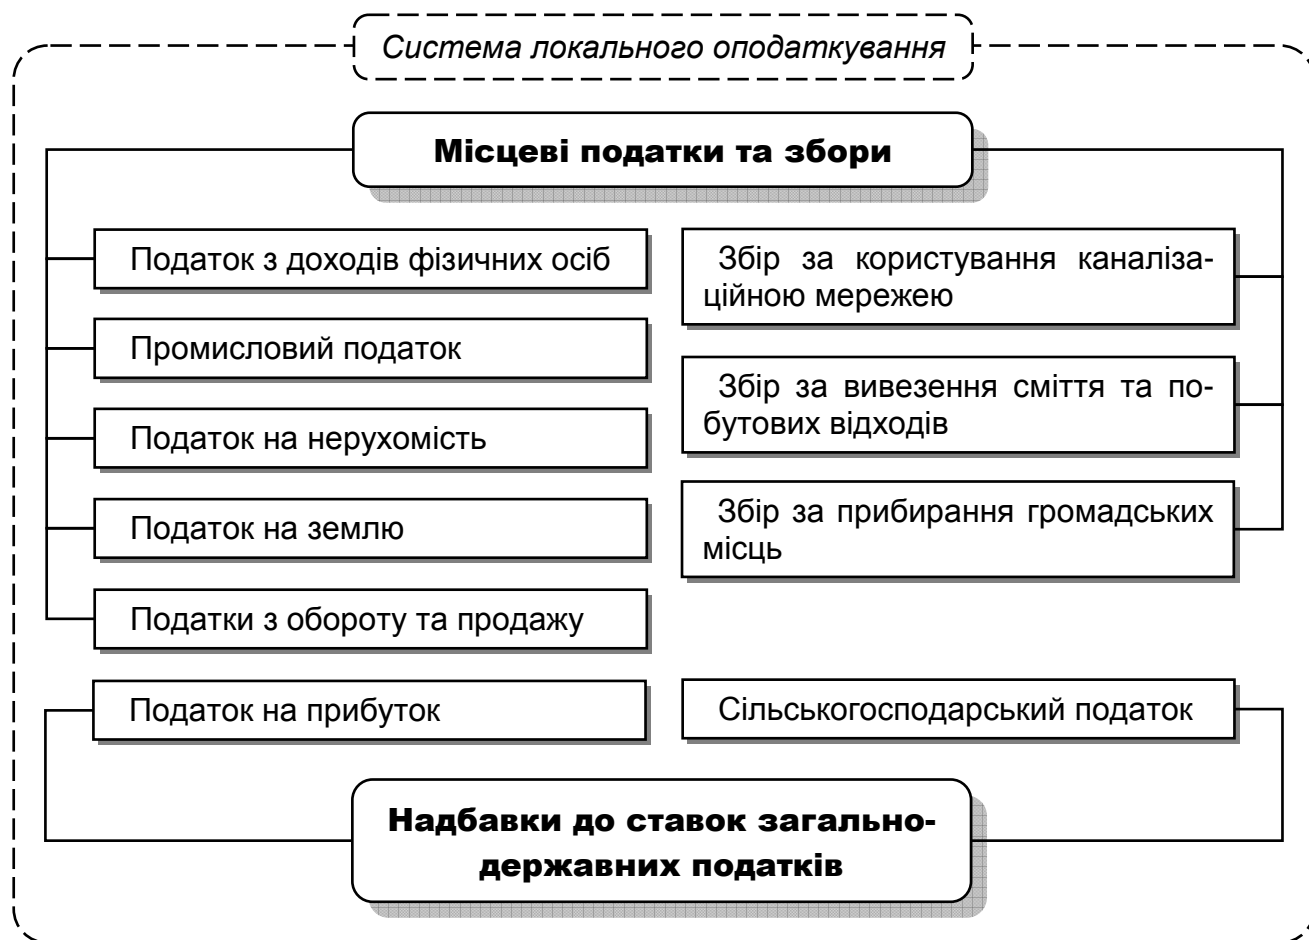 Система локального оподаткування
Місцеві податки та збори
Податок з доходів фізичних осіб
Промисловий податок
Податок на нерухомість
Податок на землю
Податки з обороту та продажу
Збір за користування каналіза-
ційною мережею
Збір за вивезення сміття та по-
бутових відходів
Збір за прибирання громадських
місць
Податок на прибуток
Сільськогосподарський податок
Надбавки до ставок загально-
державних податків